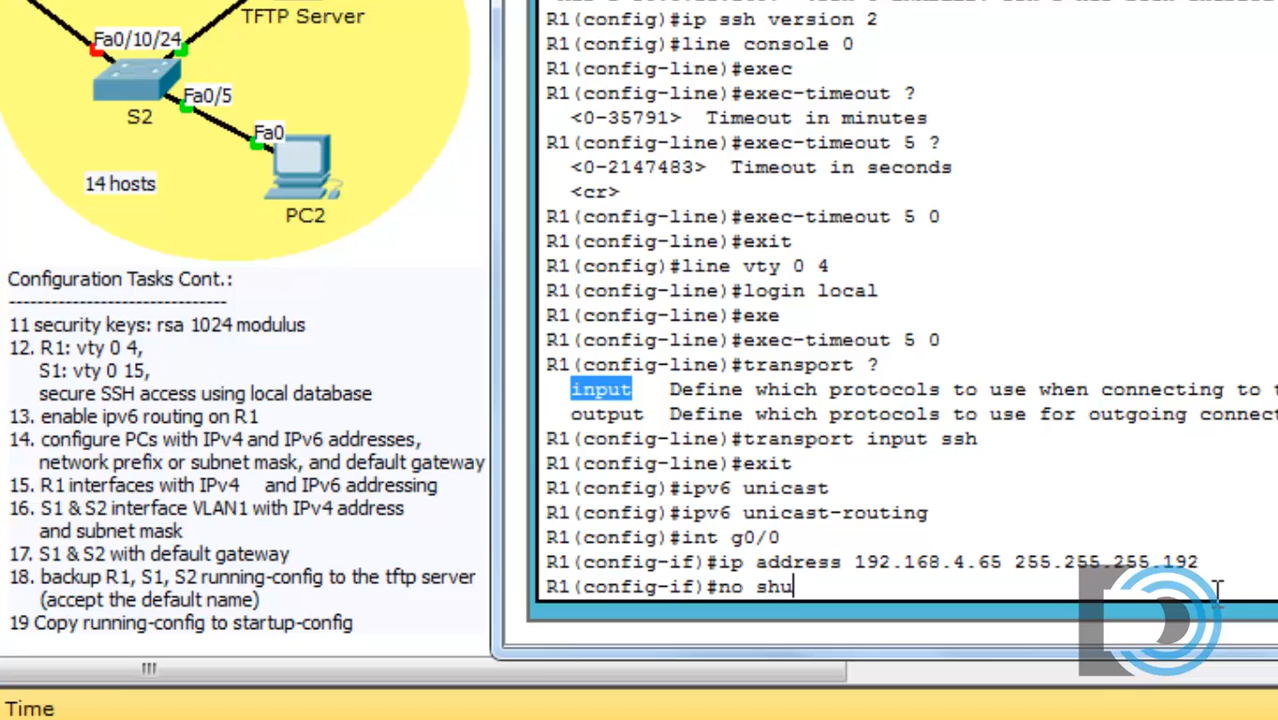 TFTP Server
Fa0/10/24
Fa0/5
S2
Fa0
14 hosts
PC2
Configuration Tasks Cont.:
-------------------------------
11 security keys: rsa 1024 modulus
12. R1: vty 0 4,
S1: vty 0 15,
secure SSH access using local database
13. enable ipv6 routing on R1
14. configure PCs with IPv4 and IPv6 addresses,
network prefix or subnet mask, and default gateway
15. R1 interfaces with IPv4 and IPv6 addressing
16. S1 & S2 interface VLAN1 with IPv4 address
and subnet mask
17. S1 & S2 with default gateway
18. backup R1, S1, S2 running-config to the tftp server
(accept the default name)
19 Copy running-config to startup-config
Time
R1(config)#ip ssh version 2
R1(config)#line console 0
R1(config-line)#exec
R1(config-line)#exec-timeout ?
<0-35791> Timeout in minutes
R1(config-line)#exec-timeout 5 ?
<0-2147483> Timeout in seconds
<cr>
R1(config-line)#exec-timeout 5 0
R1(config-line)#exit
R1(config)#line vty 0 4
R1(config-line)#login local
R1(config-line)#exe
R1(config-line)#exec-timeout 5 0
R1(config-line)#transport ?
input Define which protocols to use when connecting to
output Define which protocols to use for outgoing connect
R1(config-line)#transport input ssh
R1(config-line)#exit
R1(config)#ipv6 unicast
R1(config)#ipv6 unicast-routing
R1(config)#int g0/0
R1(config-if)#ip address 192.168.4.65 255.255.255.192
R1(config-if)#no shu